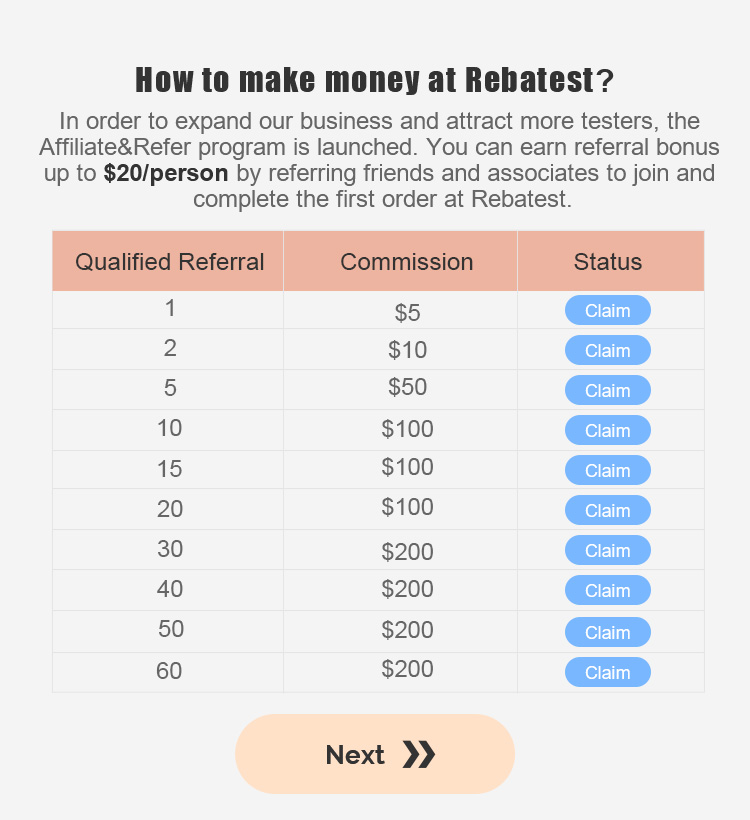 How to make money at Rebatest?
In order to expand our business and attract more testers, the
Affiliate&Refer program is launched. You can earn referral bonus
up to $20/person by referring friends and associates to join and
complete the first order at Rebatest.
Qualified Referral Commission Status
1 $5 Claim
2 $10 Claim
5 $50 Claim
10 $100 Claim
15 $100 Claim
20 $100 Claim
30 $200 Claim
40 $200 Claim
50 $200 Claim
60 $200 Claim
Next